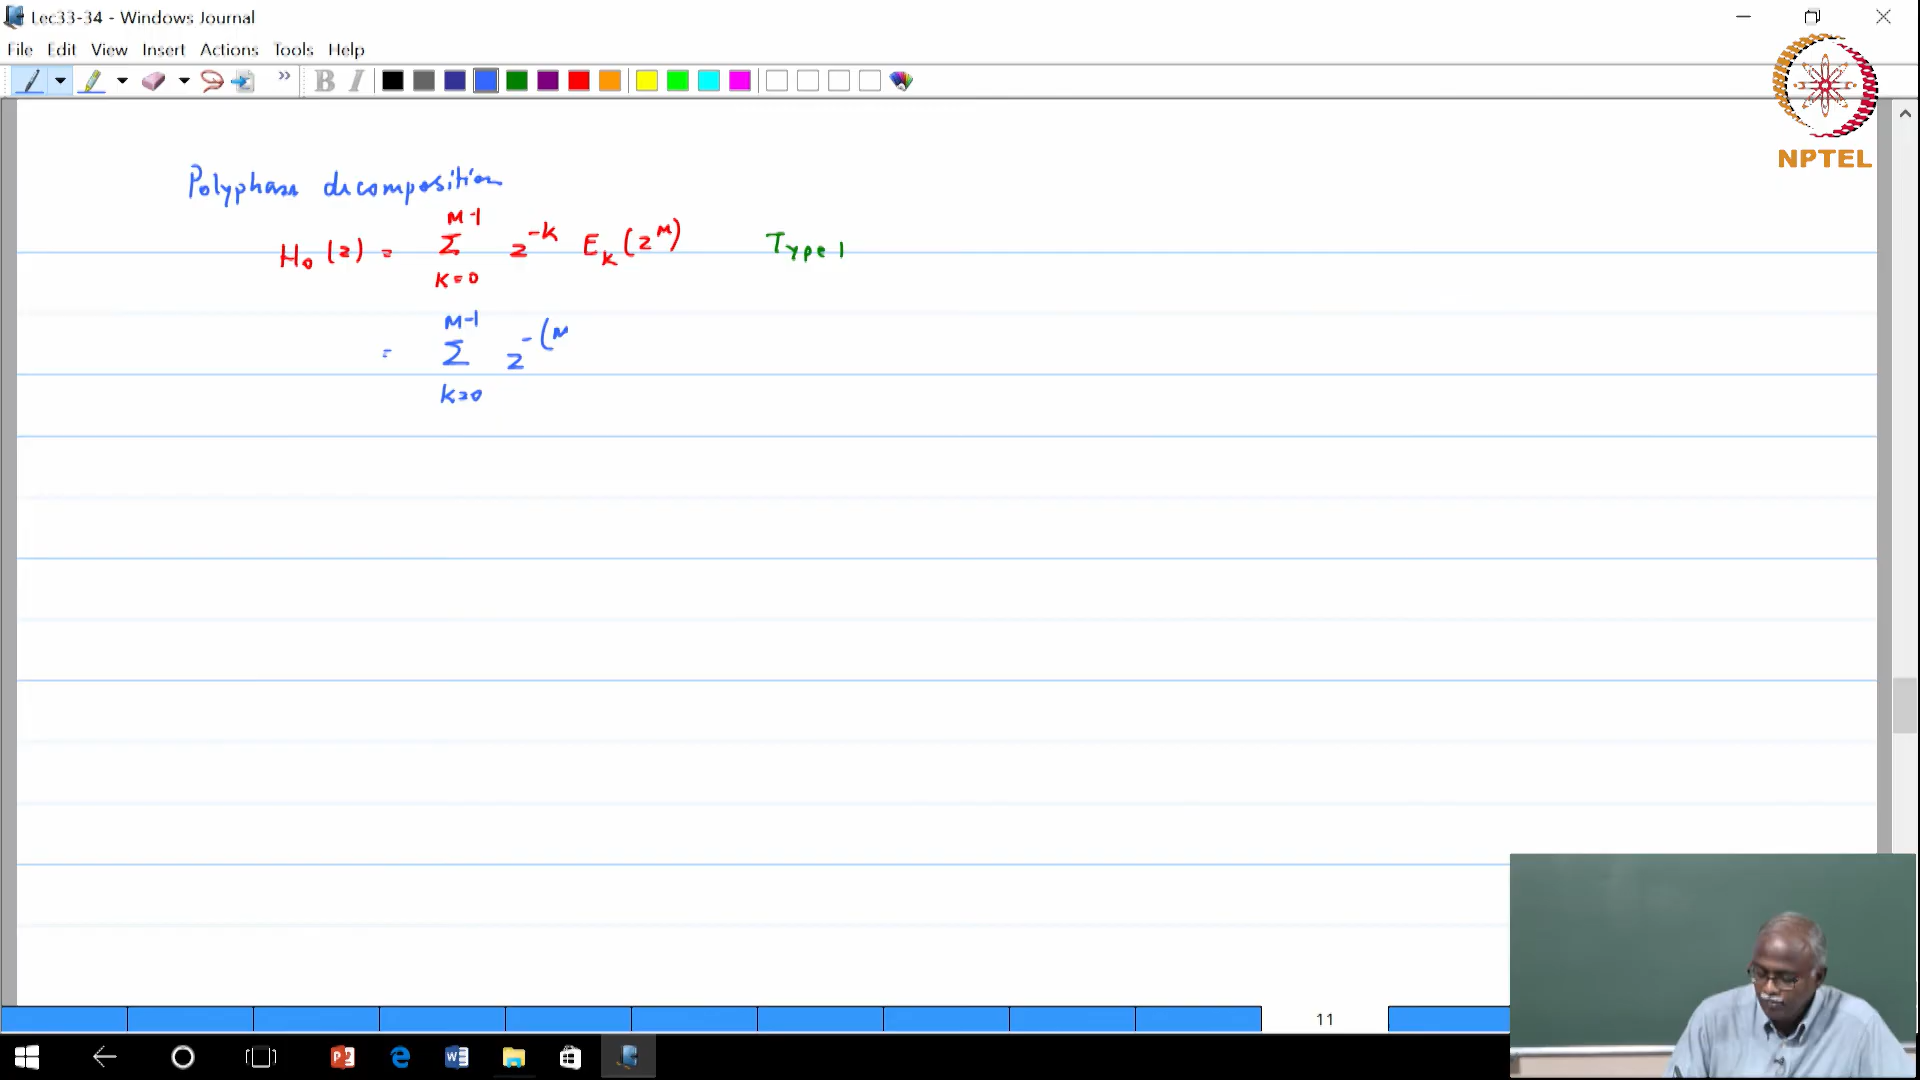 Lec33-34 - Windows Journal
File Edit View Insert Actions Tools Help
» B I
NPTEL
Polyphase decomposition
M-1
H₀(z) = Σ z^-k E_k(z^M) Type 1
k=0
M-1
= Σ z^-(M
k=0
11